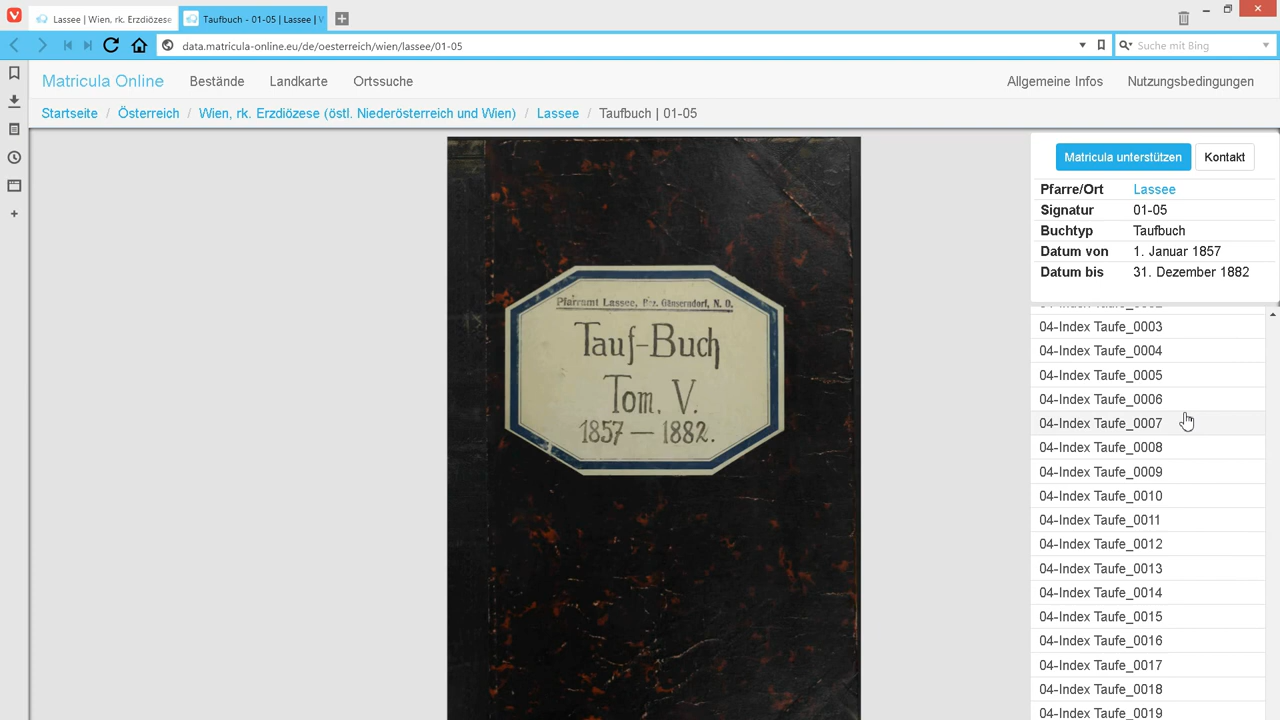 Lassee | Wien, rk. Erzdiözese
Taufbuch - 01-05 | Lassee |
data.matricula-online.eu/de/oesterreich/wien/lassee/01-05
Suche mit Bing
Matricula Online
Bestände
Landkarte
Ortssuche
Allgemeine Infos
Nutzungsbedingungen
Startseite / Österreich / Wien, rk. Erzdiözese (östl. Niederösterreich und Wien) / Lassee / Taufbuch | 01-05
Pfarramt Lassee, Bez. Gänserndorf, N. Ö.
Tauf-Buch
Tom. V.
1857 — 1882.
Matricula unterstützen
Kontakt
Pfarre/Ort Lassee
Signatur 01-05
Buchtyp Taufbuch
Datum von 1. Januar 1857
Datum bis 31. Dezember 1882
04-Index Taufe_0003
04-Index Taufe_0004
04-Index Taufe_0005
04-Index Taufe_0006
04-Index Taufe_0007
04-Index Taufe_0008
04-Index Taufe_0009
04-Index Taufe_0010
04-Index Taufe_0011
04-Index Taufe_0012
04-Index Taufe_0013
04-Index Taufe_0014
04-Index Taufe_0015
04-Index Taufe_0016
04-Index Taufe_0017
04-Index Taufe_0018
04-Index Taufe_0019